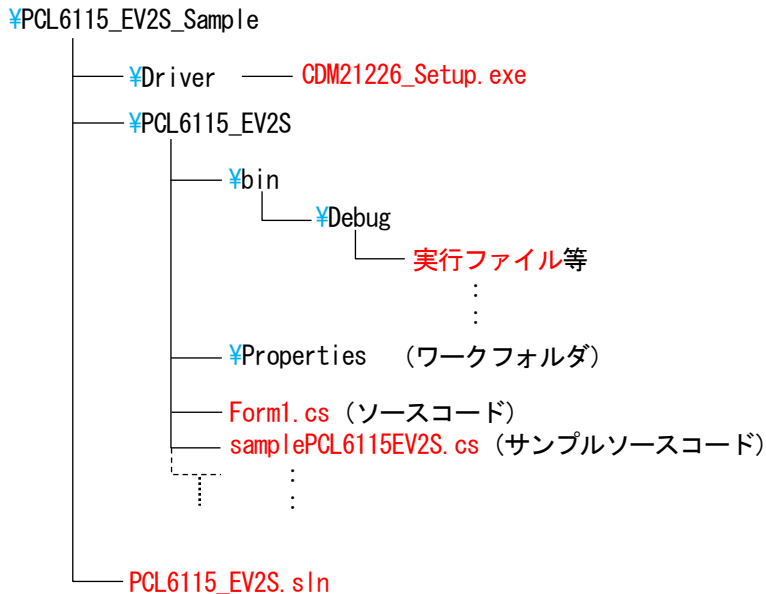 ¥PCL6115_EV2S_Sample
¥Driver CDM21226_Setup.exe
¥PCL6115_EV2S
¥bin
¥Debug
実行ファイル等
:
:
¥Properties (ワークフォルダ)
Form1.cs (ソースコード)
samplePCL6115EV2S.cs (サンプルソースコード)
:
:
PCL6115_EV2S.sln